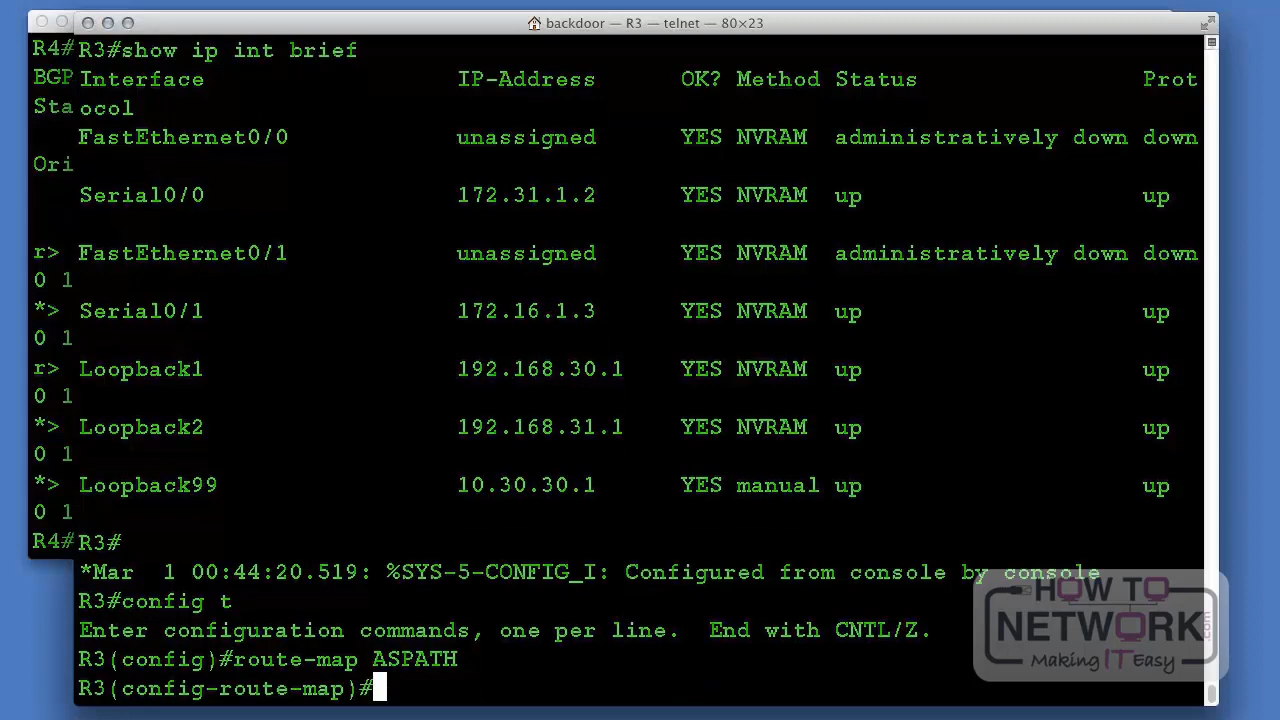 backdoor — R3 — telnet — 80×23
R4#
BGP
Sta
Ori
r>
0 1
*>
0 1
r>
0 1
*>
0 1
*>
0 1
R4#
R3#show ip int brief
Interface IP-Address OK? Method Status Prot
ocol
FastEthernet0/0 unassigned YES NVRAM administratively down down
Serial0/0 172.31.1.2 YES NVRAM up up
FastEthernet0/1 unassigned YES NVRAM administratively down down
Serial0/1 172.16.1.3 YES NVRAM up up
Loopback1 192.168.30.1 YES NVRAM up up
Loopback2 192.168.31.1 YES NVRAM up up
Loopback99 10.30.30.1 YES manual up up
R3#
*Mar  1 00:44:20.519: %SYS-5-CONFIG_I: Configured from console by console
R3#config t
Enter configuration commands, one per line.  End with CNTL/Z.
R3(config)#route-map ASPATH
R3(config-route-map)#
HOW TO
NETWORK.com
Making IT Easy